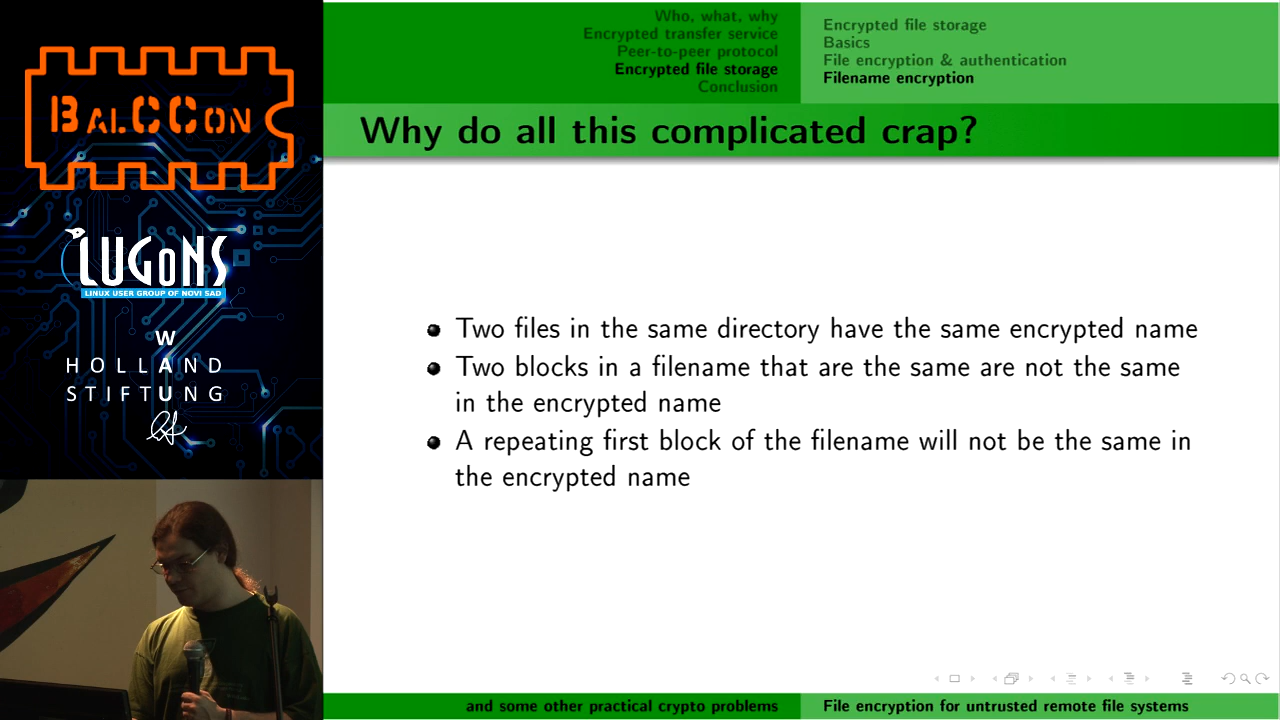 BALCCON
LUGONS
LINUX USER GROUP OF NOVI SAD
W
HOLLAND
STIFTUNG
Who, what, why
Encrypted transfer service
Peer-to-peer protocol
Encrypted file storage
Conclusion
Encrypted file storage
Basics
File encryption & authentication
Filename encryption
Why do all this complicated crap?
• Two files in the same directory have the same encrypted name
• Two blocks in a filename that are the same are not the same
in the encrypted name
• A repeating first block of the filename will not be the same in
the encrypted name
and some other practical crypto problems
File encryption for untrusted remote file systems